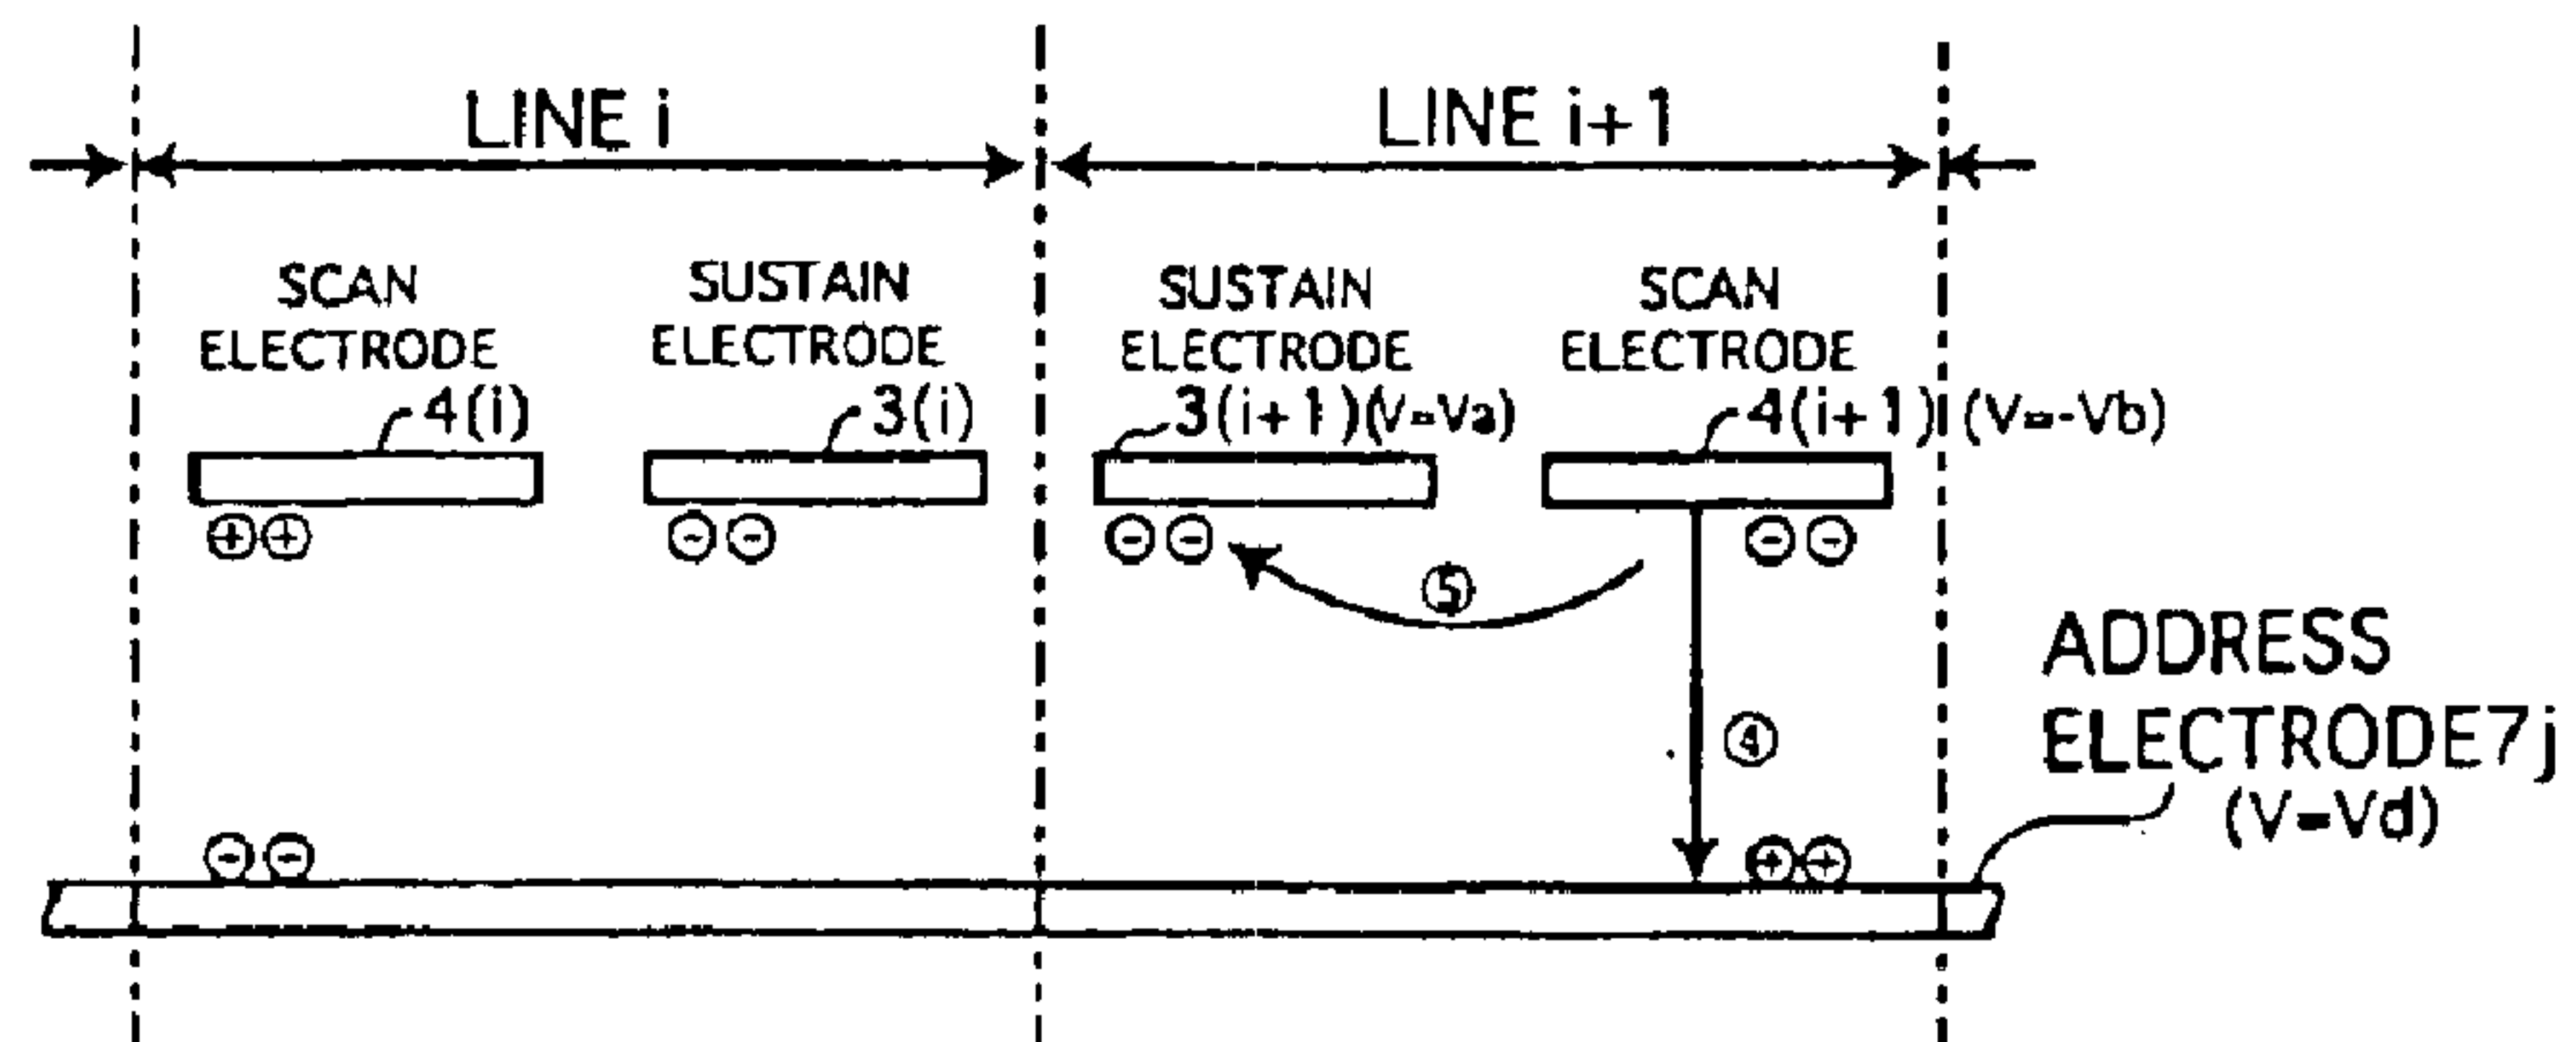 LINE i
LINE i+1
SCAN
ELECTRODE
4(i)
SUSTAIN
ELECTRODE
3(i)
SUSTAIN
ELECTRODE
3(i+1)(V=Va)
SCAN
ELECTRODE
4(i+1)(V=-Vb)
⊕⊕
⊖⊖
⊖⊖
⊖⊖
⑤
④
ADDRESS
ELECTRODE7j
(V=Vd)
⊖⊖
⊕⊕